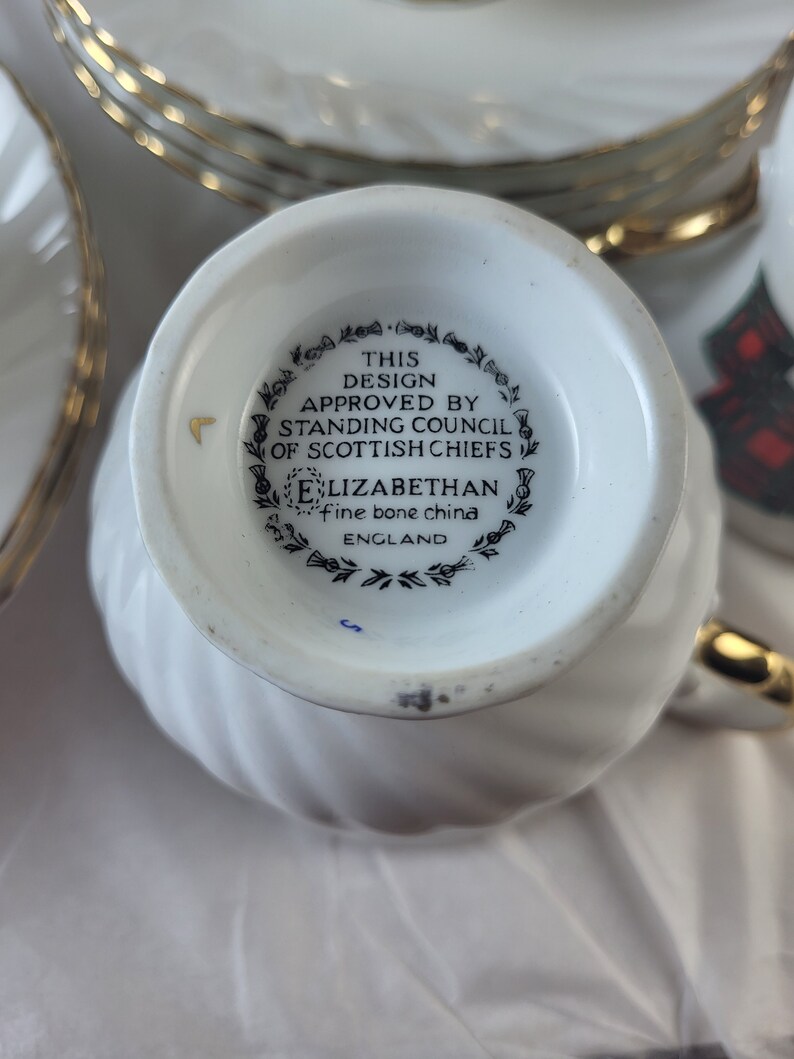 THIS
DESIGN
APPROVED BY
STANDING COUNCIL
OF SCOTTISH CHIEFS
ELIZABETHAN
fine bone china
ENGLAND
S